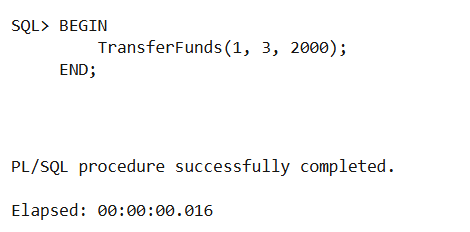 SQL> BEGIN
TransferFunds(1, 3, 2000);
END;
PL/SQL procedure successfully completed.
Elapsed: 00:00:00.016